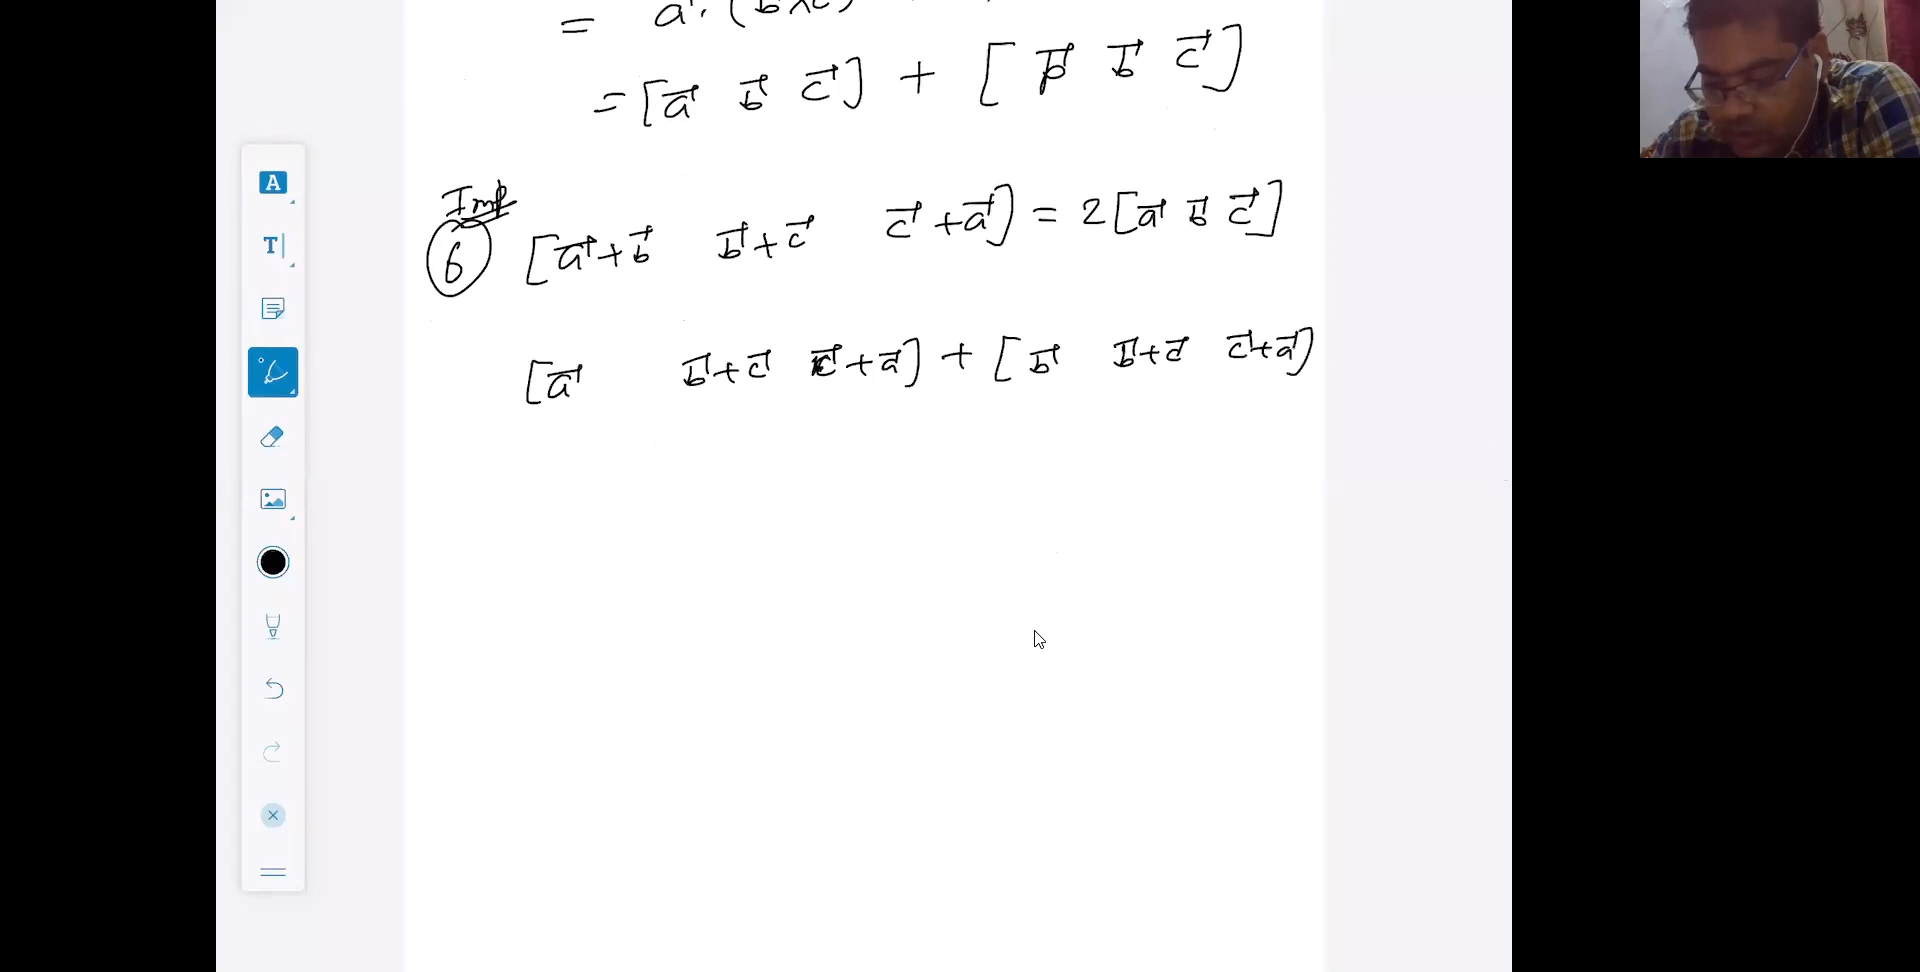 = a⃗. (b⃗×c⃗)
= [a⃗ b⃗ c⃗] + [p⃗ b⃗ c⃗]
Imp
6 [a⃗+b⃗ b⃗+c⃗ c⃗+a⃗] = 2[a⃗ b⃗ c⃗]
[a⃗ b⃗+c⃗ c⃗+a⃗] + [b⃗ b⃗+c⃗ c⃗+a⃗]
A
T